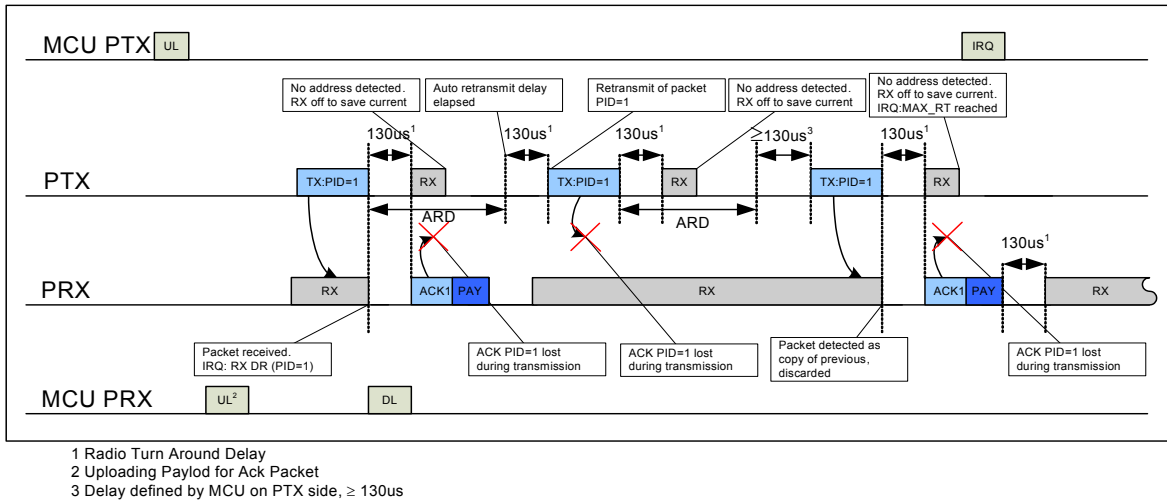 MCU PTX
UL
IRQ
No address detected.
RX off to save current
Auto retransmit delay
elapsed
Retransmit of packet
PID=1
No address detected.
RX off to save current
No address detected.
RX off to save current.
IRQ:MAX_RT reached
130us¹
130us¹
130us¹
≧130us³
130us¹
PTX
TX:PID=1
RX
TX:PID=1
RX
TX:PID=1
RX
ARD
ARD
130us¹
PRX
RX
ACK1
PAY
RX
ACK1
PAY
RX
Packet received.
IRQ: RX DR (PID=1)
ACK PID=1 lost
during transmission
ACK PID=1 lost
during transmission
Packet detected as
copy of previous,
discarded
ACK PID=1 lost
during transmission
MCU PRX
UL²
DL
1 Radio Turn Around Delay
2 Uploading Paylod for Ack Packet
3 Delay defined by MCU on PTX side, ≥ 130us